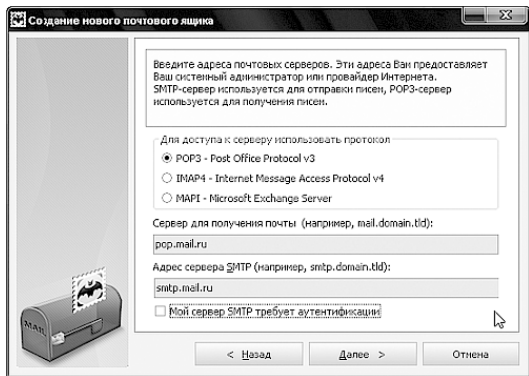 Создание нового почтового ящика
Введите адреса почтовых серверов. Эти адреса Вам предоставляет
Ваш системный администратор или провайдер Интернета.
SMTP-сервер используется для отправки писем, POP3-сервер
используется для получения писем.
Для доступа к серверу использовать протокол
POP3 - Post Office Protocol v3
IMAP4 - Internet Message Access Protocol v4
MAPI - Microsoft Exchange Server
Сервер для получения почты (например, mail.domain.tld):
pop.mail.ru
Адрес сервера SMTP (например, smtp.domain.tld):
smtp.mail.ru
Мой сервер SMTP требует аутентификации
MAIL
< Назад Далее > Отмена